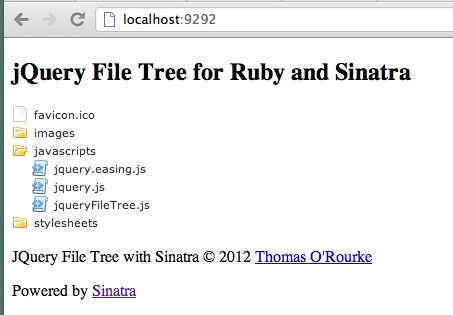 localhost:9292
jQuery File Tree for Ruby and Sinatra
favicon.ico
images
javascripts
jquery.easing.js
jquery.js
jqueryFileTree.js
stylesheets
JQuery File Tree with Sinatra © 2012 Thomas O'Rourke
Powered by Sinatra